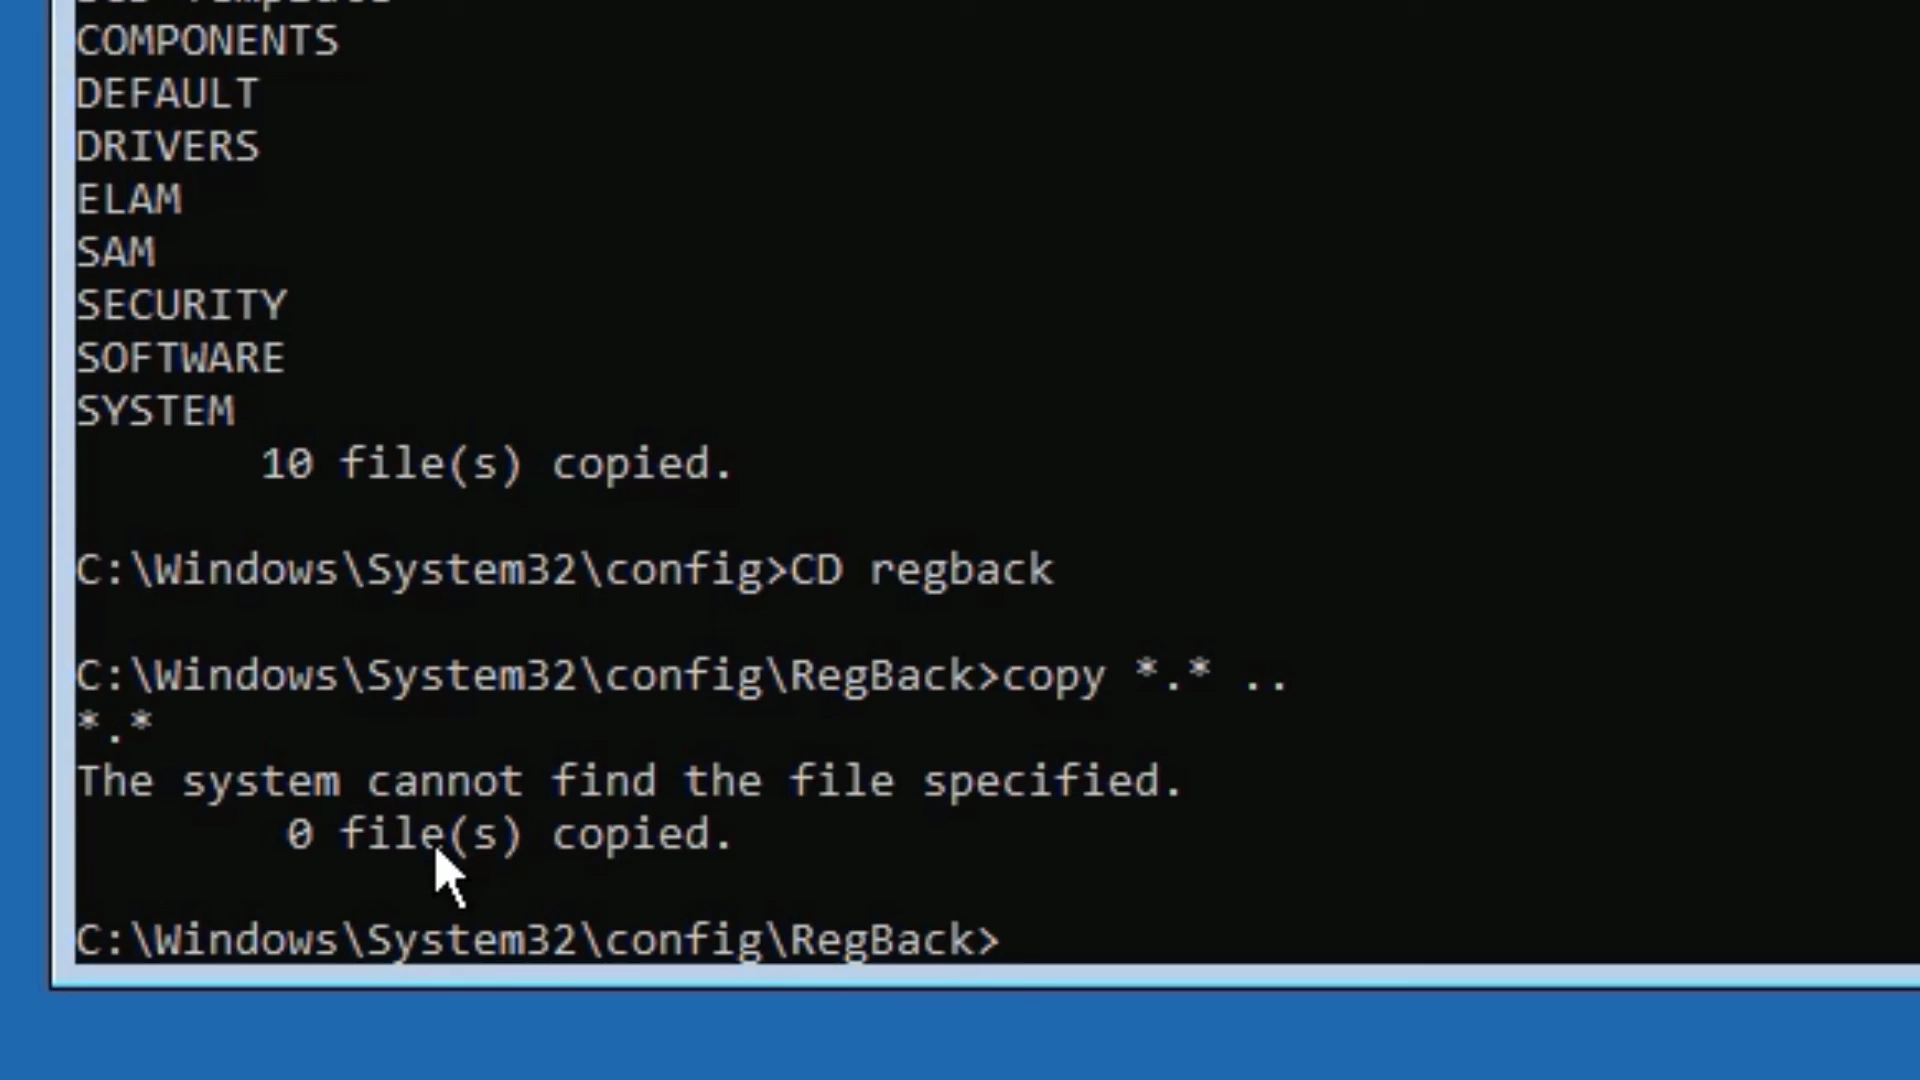 COMPONENTS
DEFAULT
DRIVERS
ELAM
SAM
SECURITY
SOFTWARE
SYSTEM
10 file(s) copied.
C:\Windows\System32\config>CD regback
C:\Windows\System32\config\RegBack>copy *.* ..
*.*
The system cannot find the file specified.
0 file(s) copied.
C:\Windows\System32\config\RegBack>